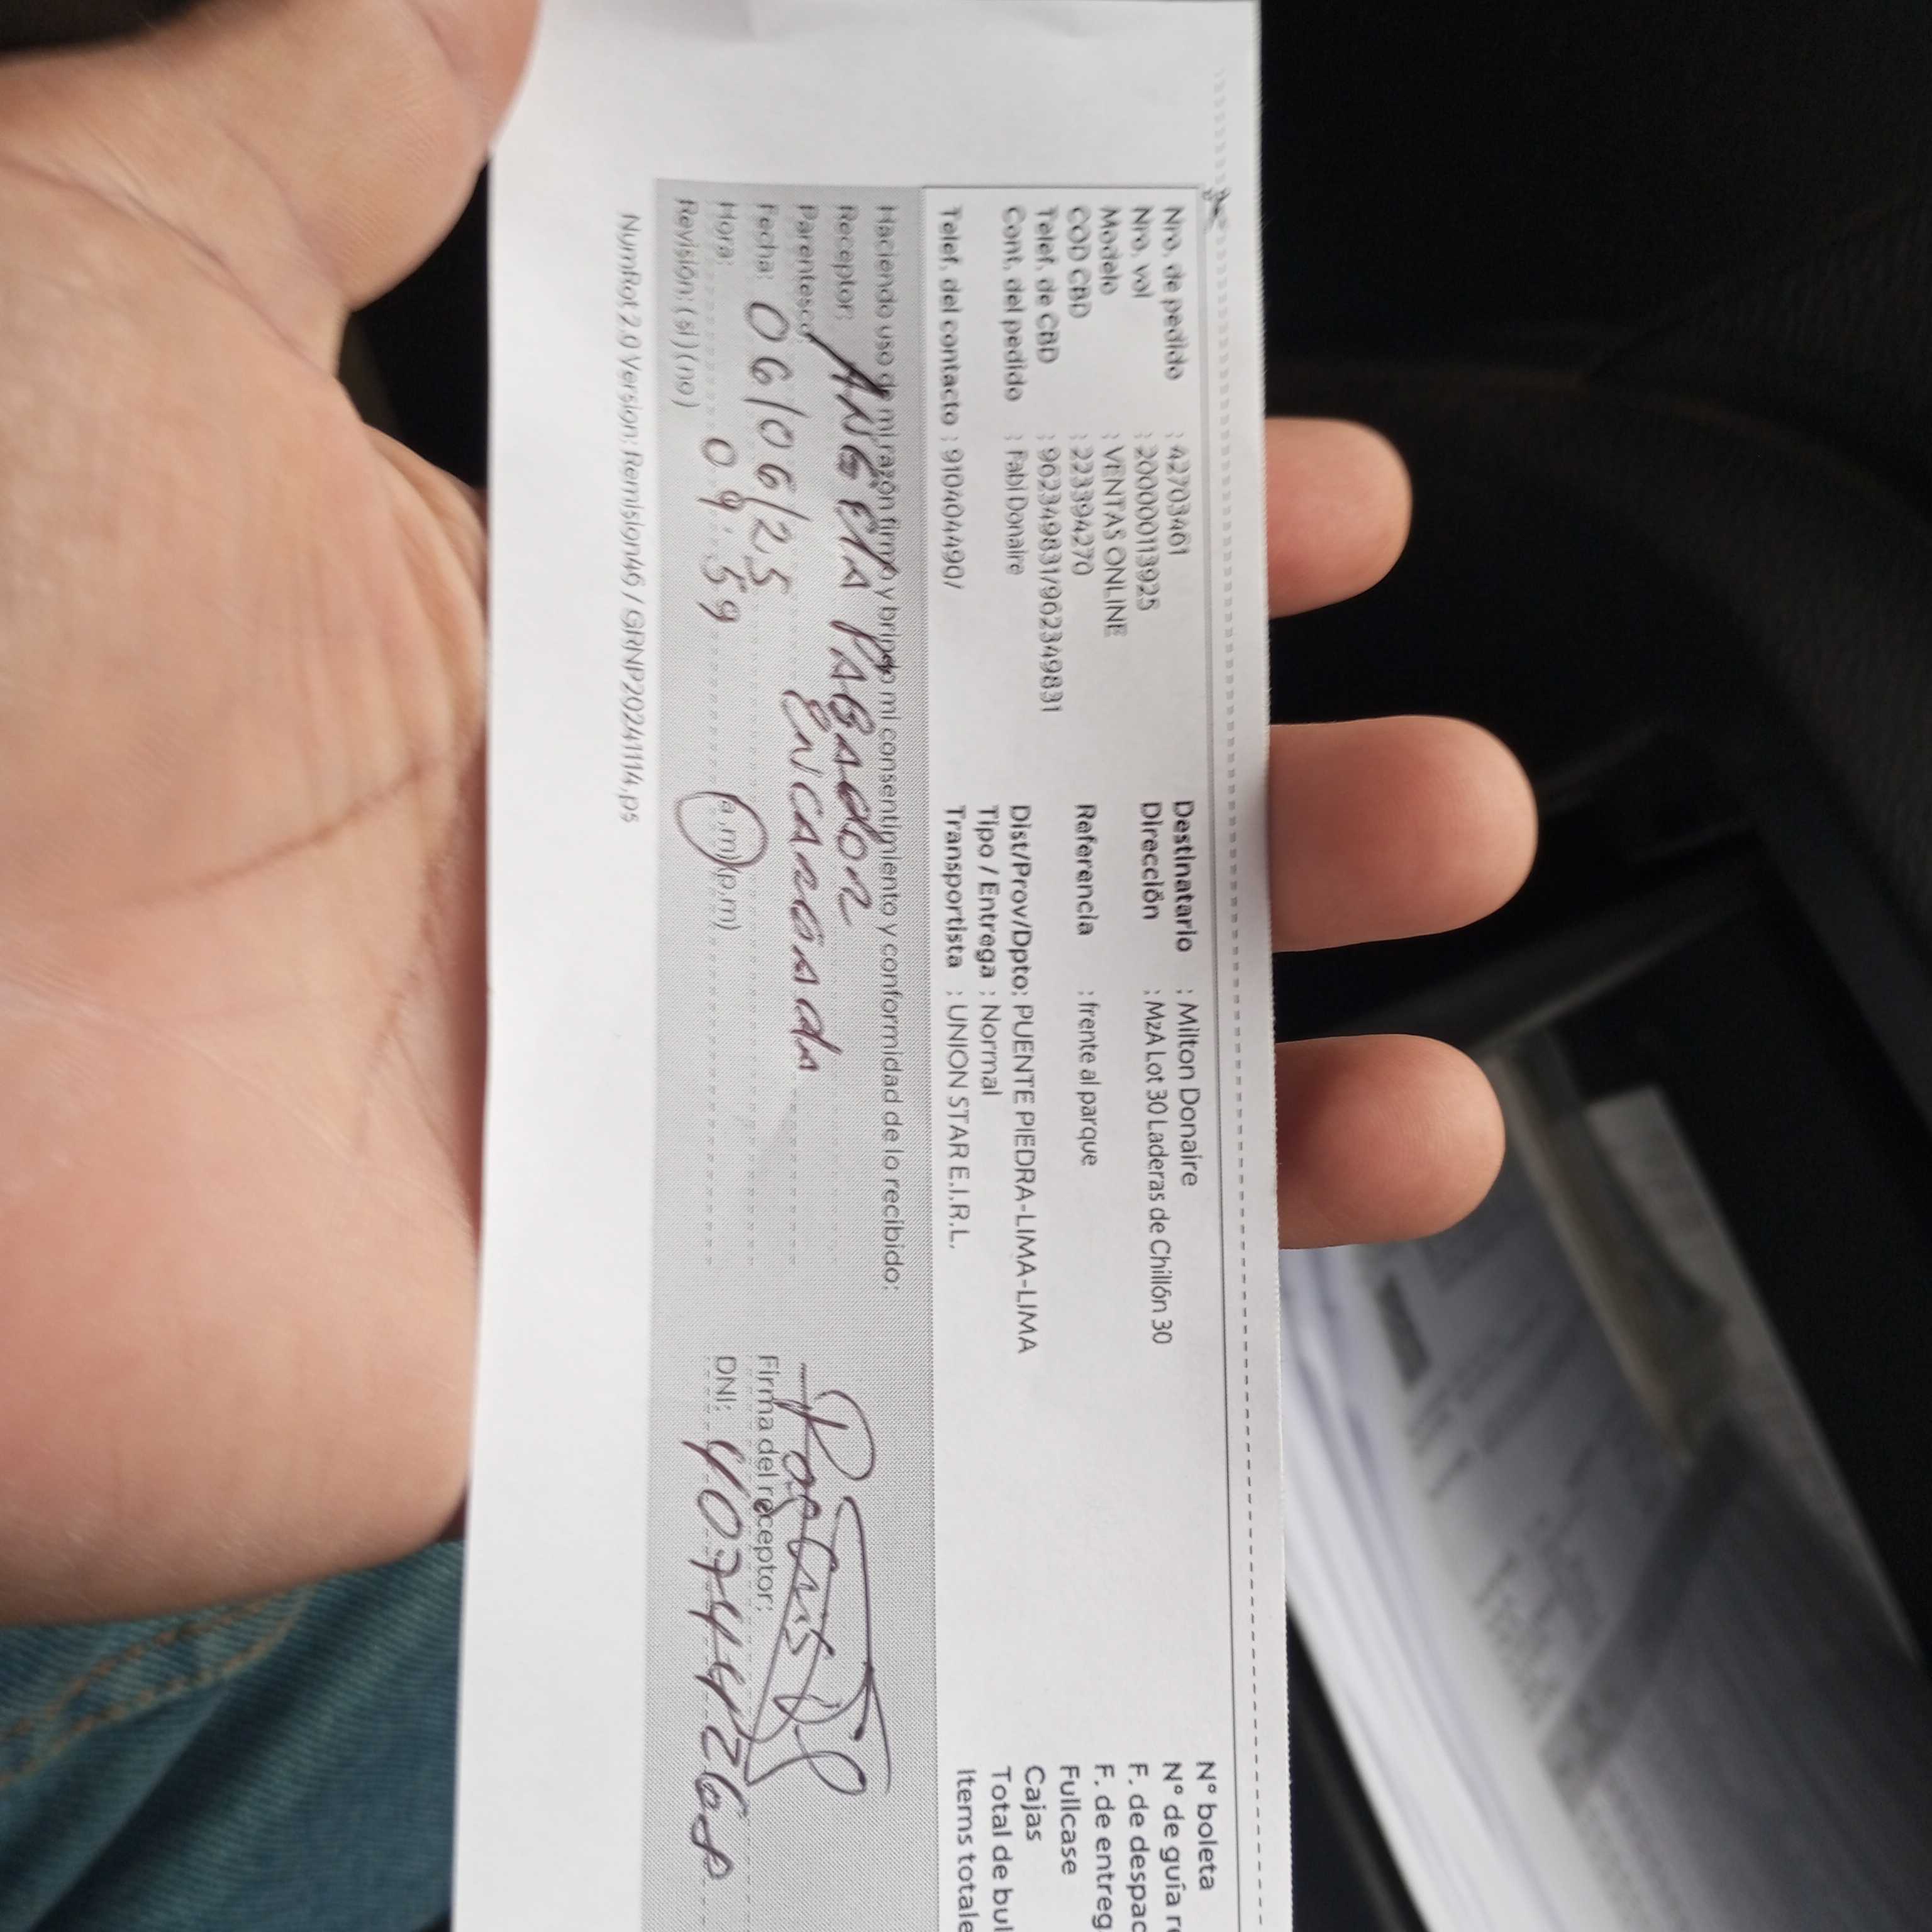 Nro. de pedido : 42703461
Nro. vol : 200000113925
Modelo : VENTAS ONLINE
COD CBD : 223394270
Telef. de CBD : 962349831/962349831
Cont. del pedido : Fabi Donaire
Telef. del contacto : 910404490/
Destinatario : Milton Donaire
Dirección : MzA Lot 30 Laderas de Chillón 30
Referencia : frente al parque
Dist/Prov/Dpto: PUENTE PIEDRA-LIMA-LIMA
Tipo / Entrega : Normal
Transportista : UNION STAR E.I.R.L.
N° boleta
N° de guía r
F. de despac
F. de entreg
Fullcase
Cajas
Total de bul
Items totale
Haciendo uso de mi razón firmo y brindo mi consentimiento y conformidad de lo recibido:
Receptor: ANGELA PABADOR
Parentesco: ENCARGADA
Fecha: 06/06/25
Hora: 09:59 (a.m) (p.m)
Revisión: (si) (no)
Firma del receptor:
DNI:
NumRot 2.0 Version: Remision46 / GRNP20241114.ps